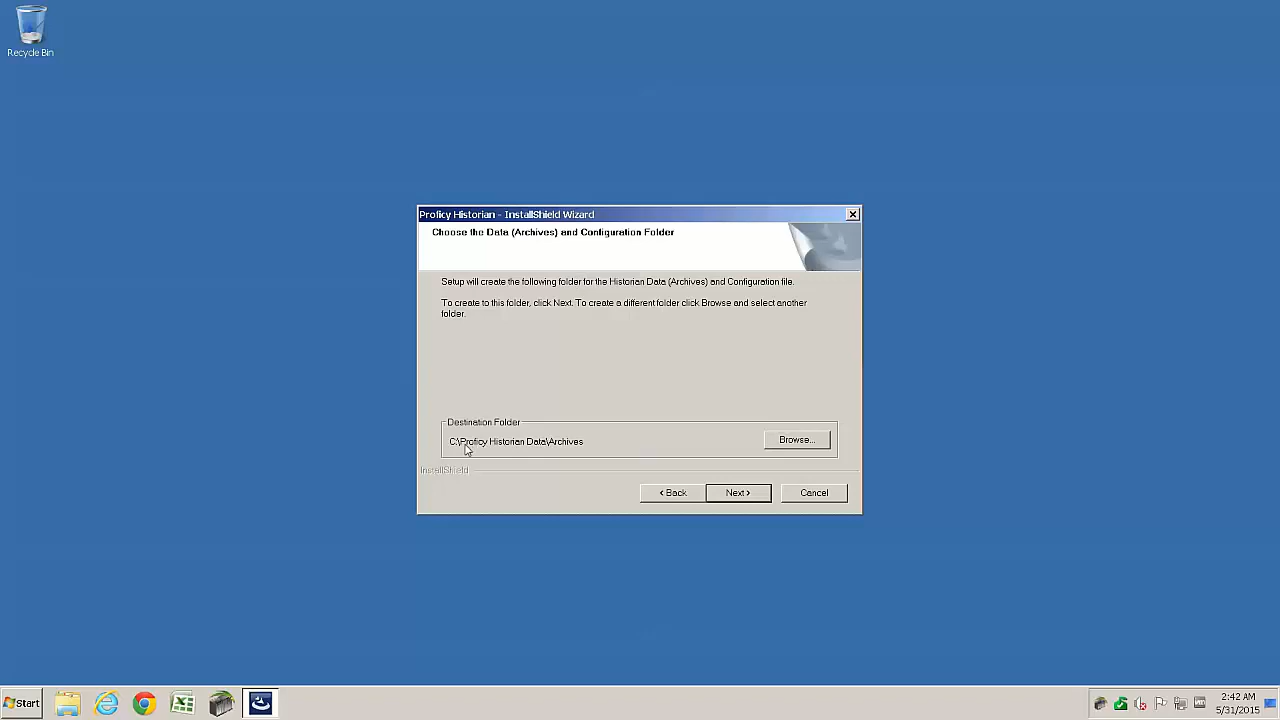 Recycle Bin
Proficy Historian - InstallShield Wizard
Choose the Data (Archives) and Configuration Folder
Setup will create the following folder for the Historian Data (Archives) and Configuration file.
To create to this folder, click Next. To create a different folder click Browse and select another
folder.
Destination Folder
C:\Proficy Historian Data\Archives
Browse...
InstallShield
< Back
Next >
Cancel
Start
2:42 AM
5/31/2015